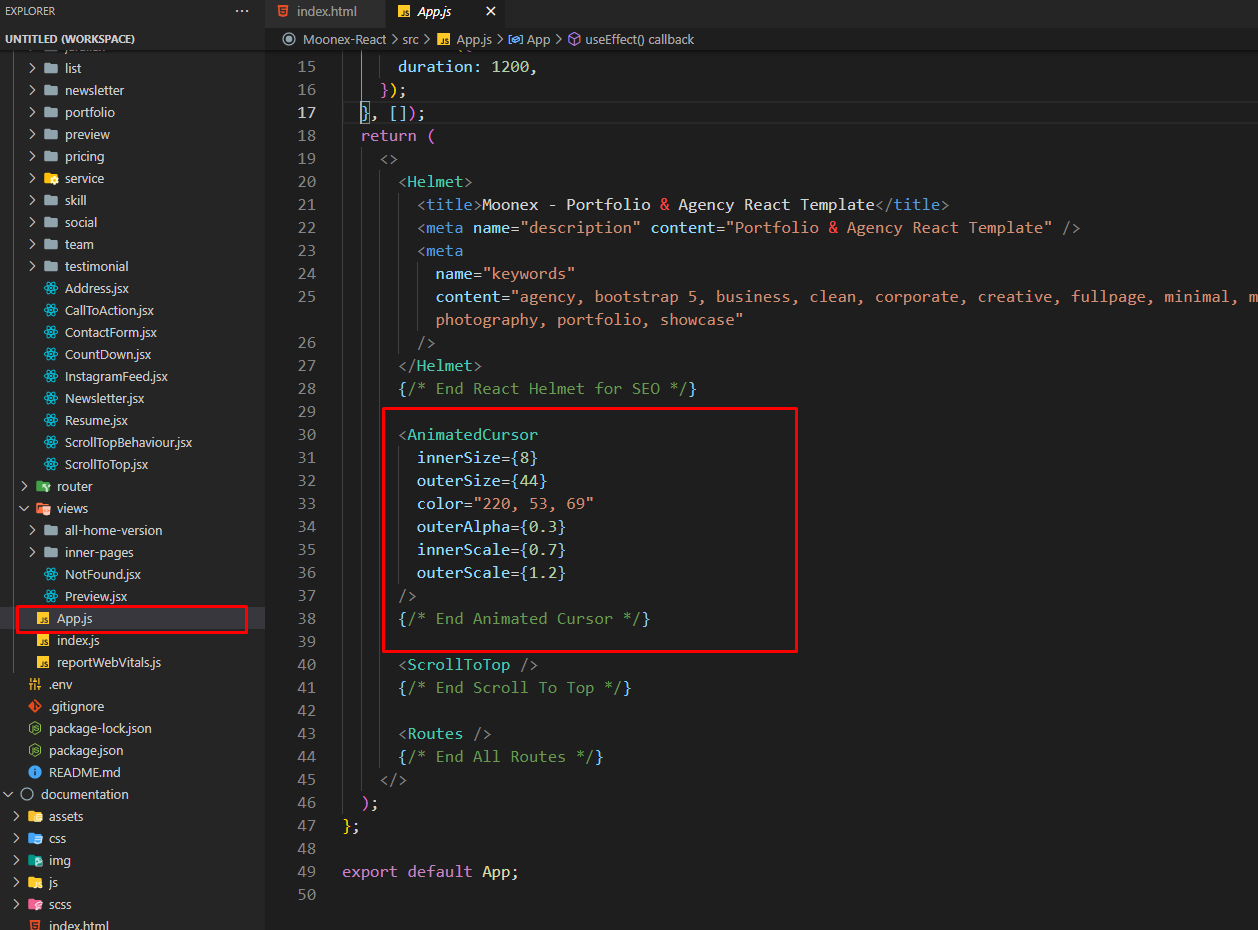 EXPLORER
···
UNTITLED (WORKSPACE)
list
newsletter
portfolio
preview
pricing
service
skill
social
team
testimonial
Address.jsx
CallToAction.jsx
ContactForm.jsx
CountDown.jsx
InstagramFeed.jsx
Newsletter.jsx
Resume.jsx
ScrollTopBehaviour.jsx
ScrollToTop.jsx
router
views
all-home-version
inner-pages
NotFound.jsx
Preview.jsx
App.js
index.js
reportWebVitals.js
.env
.gitignore
package-lock.json
package.json
README.md
documentation
assets
css
img
js
scss
index.html
index.html
App.js
Moonex-React > src > App.js > App > useEffect() callback
15 duration: 1200,
16 });
17 }, []);
18 return (
19 <>
20 <Helmet>
21 <title>Moonex - Portfolio & Agency React Template</title>
22 <meta name="description" content="Portfolio & Agency React Template" />
23 <meta
24 name="keywords"
25 content="agency, bootstrap 5, business, clean, corporate, creative, fullpage, minimal, m
photography, portfolio, showcase"
26 />
27 </Helmet>
28 {/* End React Helmet for SEO */}
29
30 <AnimatedCursor
31 innerSize={8}
32 outerSize={44}
33 color="220, 53, 69"
34 outerAlpha={0.3}
35 innerScale={0.7}
36 outerScale={1.2}
37 />
38 {/* End Animated Cursor */}
39
40 <ScrollToTop />
41 {/* End Scroll To Top */}
42
43 <Routes />
44 {/* End All Routes */}
45 </>
46 );
47 };
48
49 export default App;
50